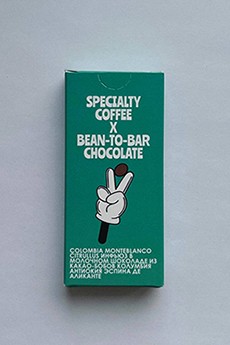 SPECIALTY
COFFEE
X
BEAN-TO-BAR
CHOCOLATE
COLOMBIA MONTEBLANCO
CITRULLUS ИНФЬЮЗ В
МОЛОЧНОМ ШОКОЛАДЕ ИЗ
КАКАО-БОБОВ КОЛУМБИЯ
АНТИОКИЯ ЭСПИНА ДЕ
АЛИКАНТЕ